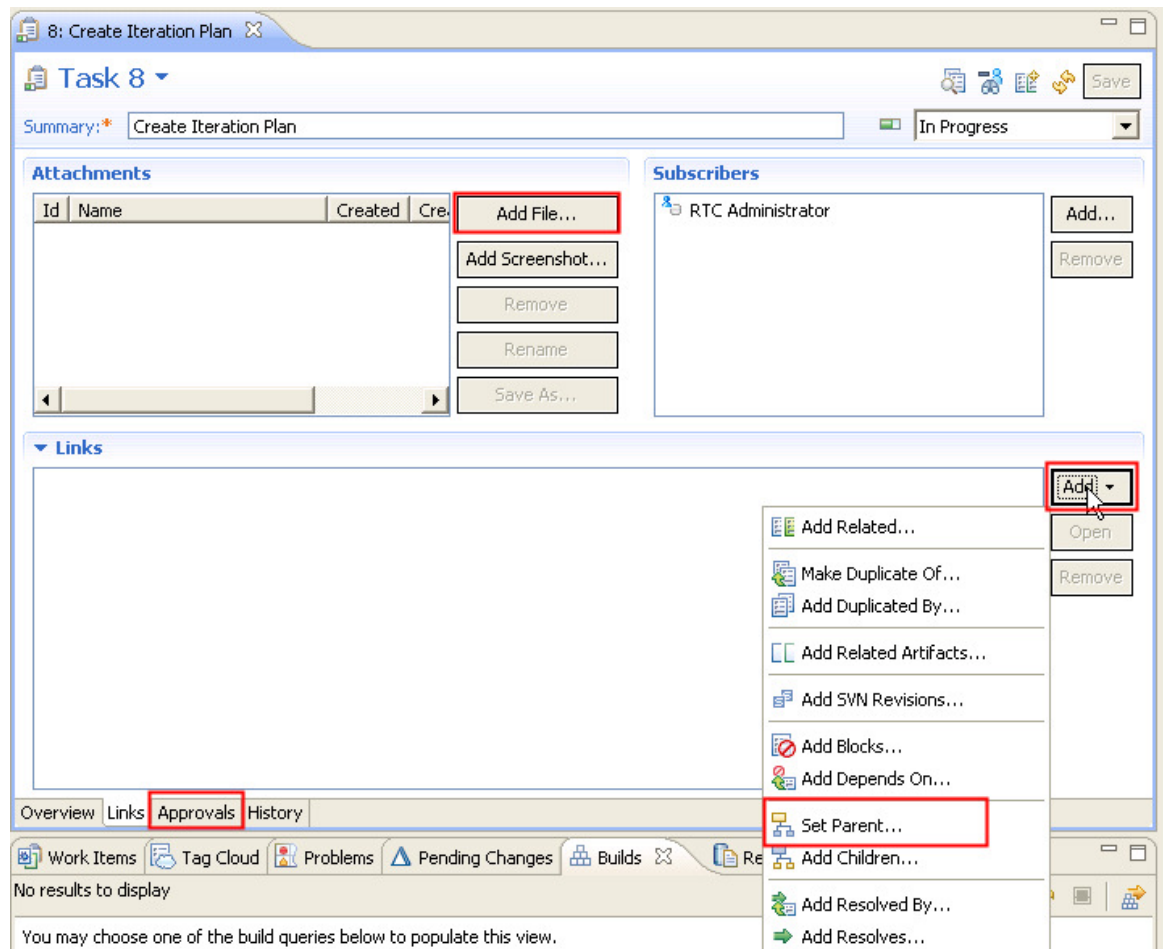 8: Create Iteration Plan
Task 8
Save
Summary:* Create Iteration Plan
In Progress
Attachments
Id Name Created Cre
Add File...
Add Screenshot...
Remove
Rename
Save As...
Subscribers
RTC Administrator
Add...
Remove
Links
Add
Open
Remove
Add Related...
Make Duplicate Of...
Add Duplicated By...
Add Related Artifacts...
Add SVN Revisions...
Add Blocks...
Add Depends On...
Set Parent...
Add Children...
Add Resolved By...
Add Resolves...
Overview Links Approvals History
Work Items Tag Cloud Problems Pending Changes Builds Re
No results to display
You may choose one of the build queries below to populate this view.